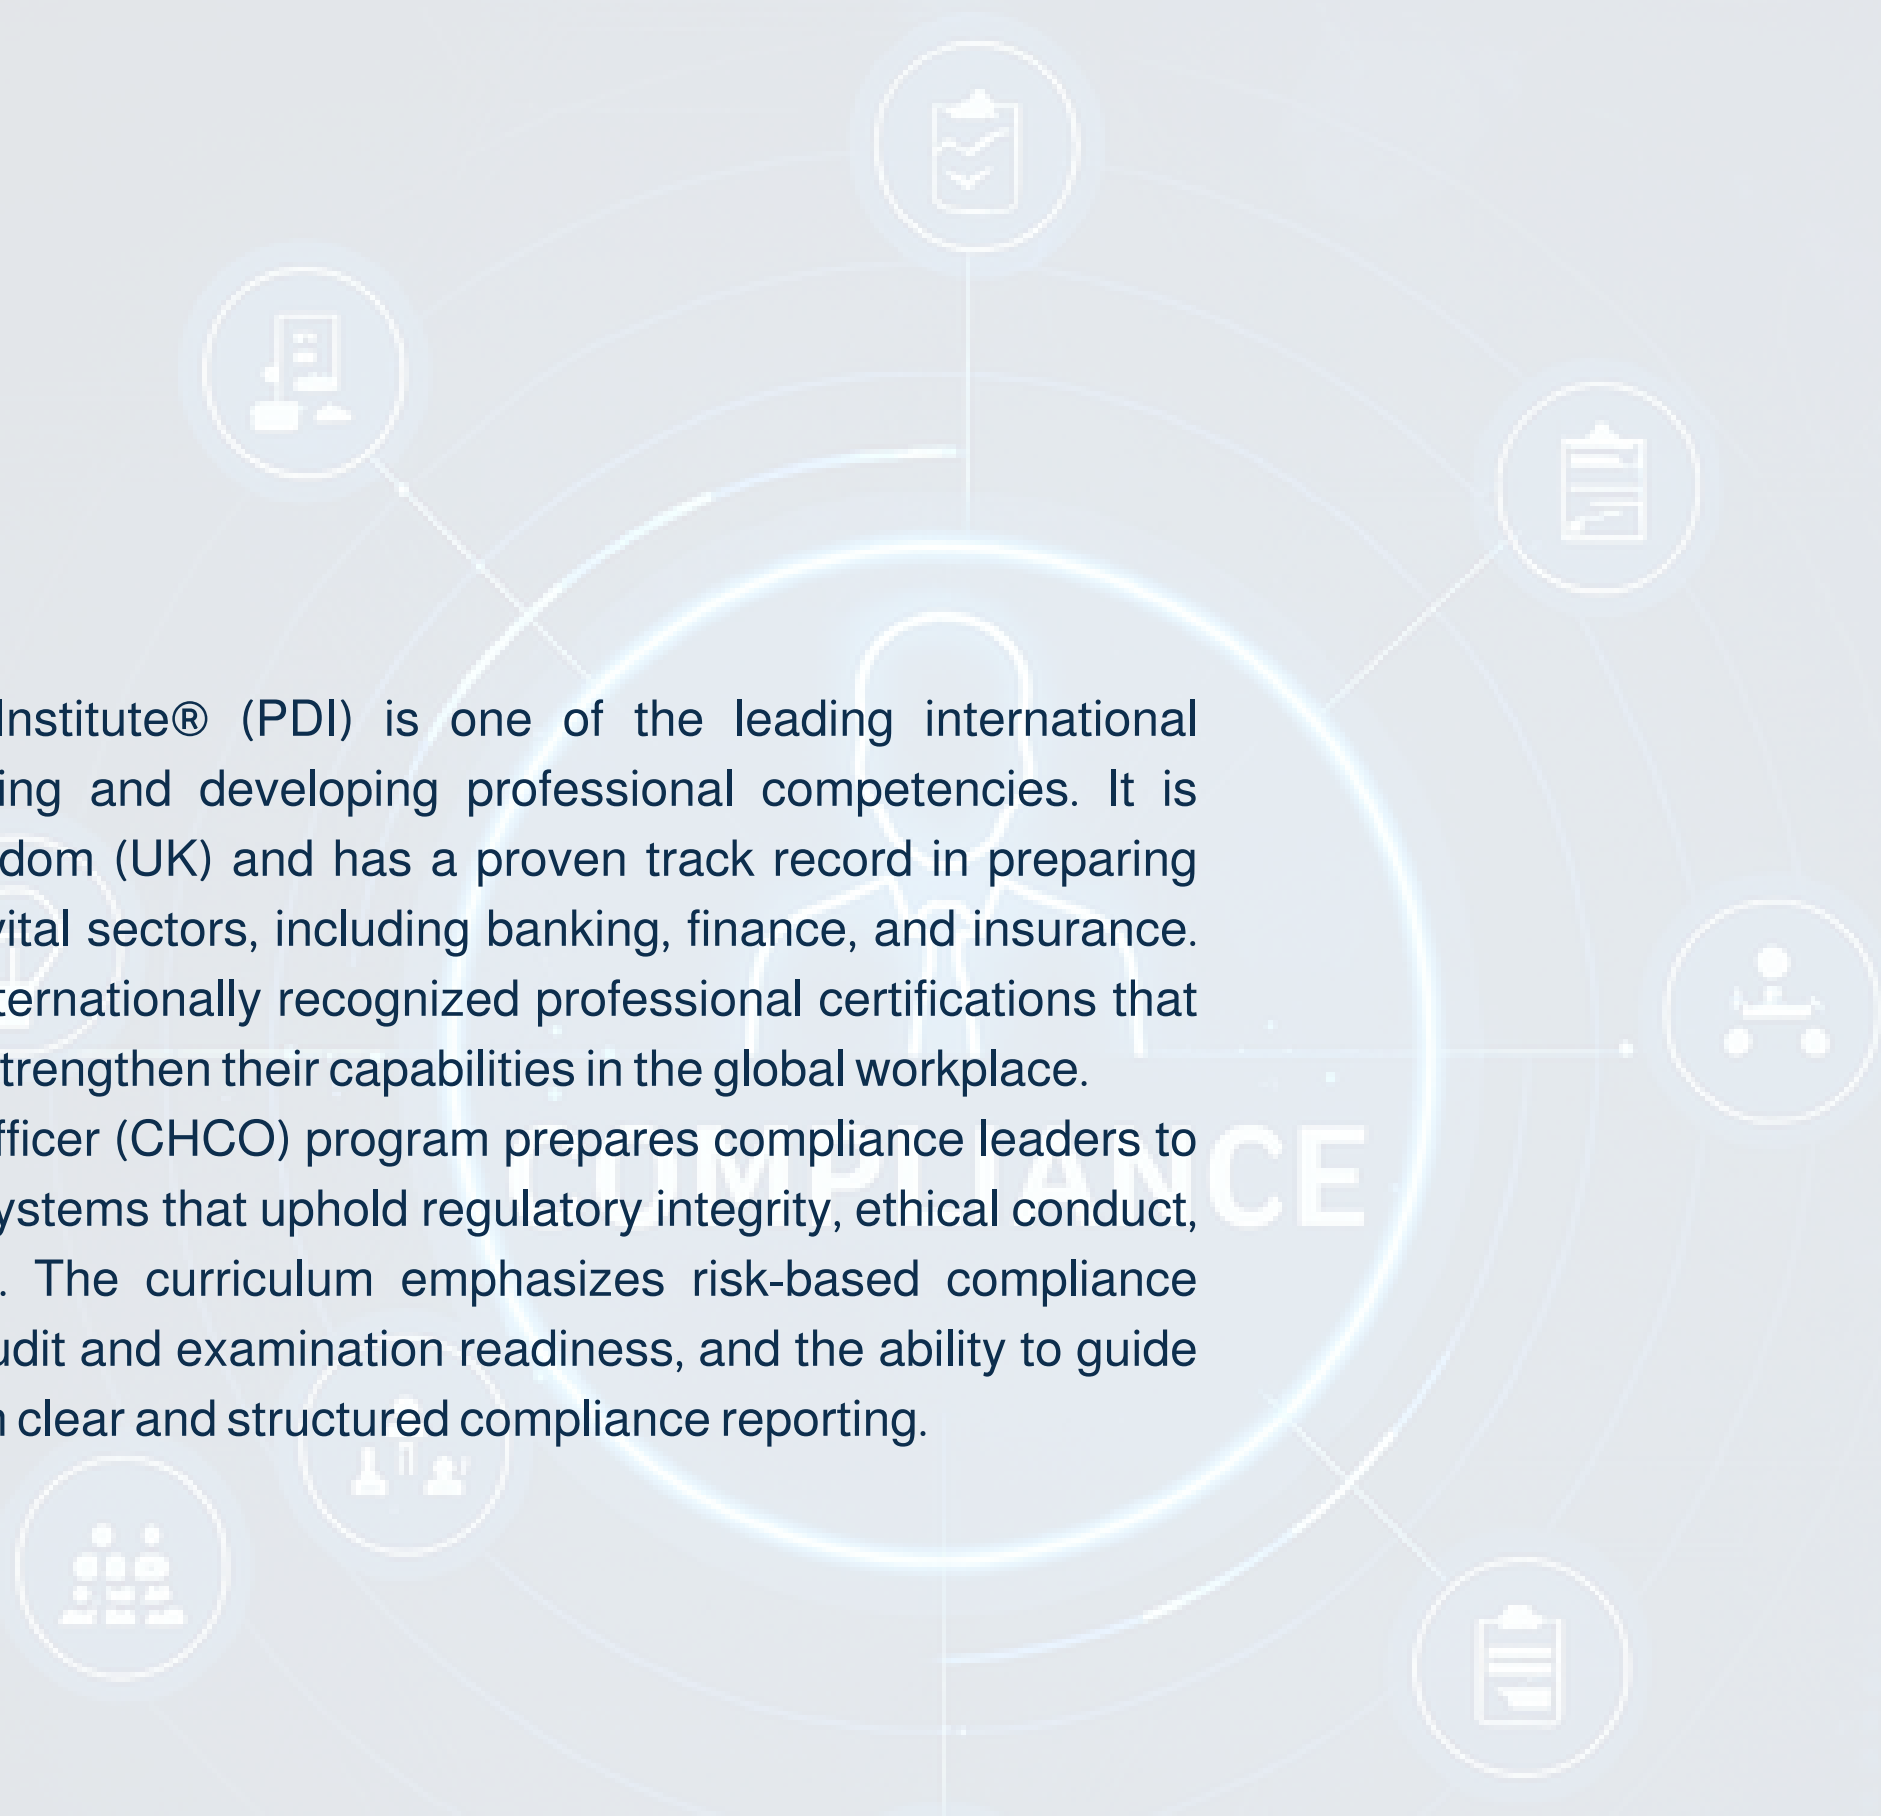 Institute® (PDI) is one of the leading international
ing and developing professional competencies. It is
dom (UK) and has a proven track record in preparing
vital sectors, including banking, finance, and insurance.
ternationally recognized professional certifications that
trengthen their capabilities in the global workplace.
fficer (CHCO) program prepares compliance leaders to
COMPLIANCE
ystems that uphold regulatory integrity, ethical conduct,
. The curriculum emphasizes risk-based compliance
udit and examination readiness, and the ability to guide
h clear and structured compliance reporting.